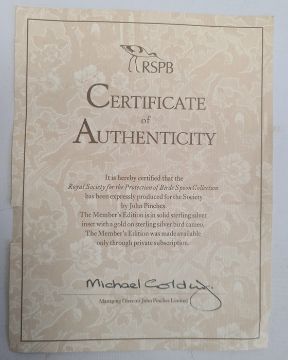 RSPB
CERTIFICATE
of
AUTHENTICITY
It is hereby certified that the
Royal Society for the Protection of Birds Spoon Collection
has been expressly produced for the Society
by John Pinches.
The Member's Edition is in solid sterling silver
inset with a gold on sterling silver bird cameo.
The Member's Edition was made available
only through private subscription.
Michael
Managing Director John Pinches Limited